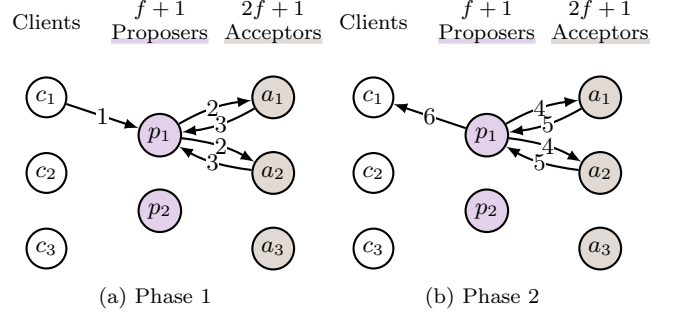 f + 1 2f + 1 f + 1 2f + 1
Clients Proposers Acceptors Clients Proposers Acceptors
c1 1 p1 2 3 a1 c1 6 p1 4 5 a1
c2 2 3 a2 c2 4 5 a2
p2 p2
c3 a3 c3 a3
(a) Phase 1 (b) Phase 2